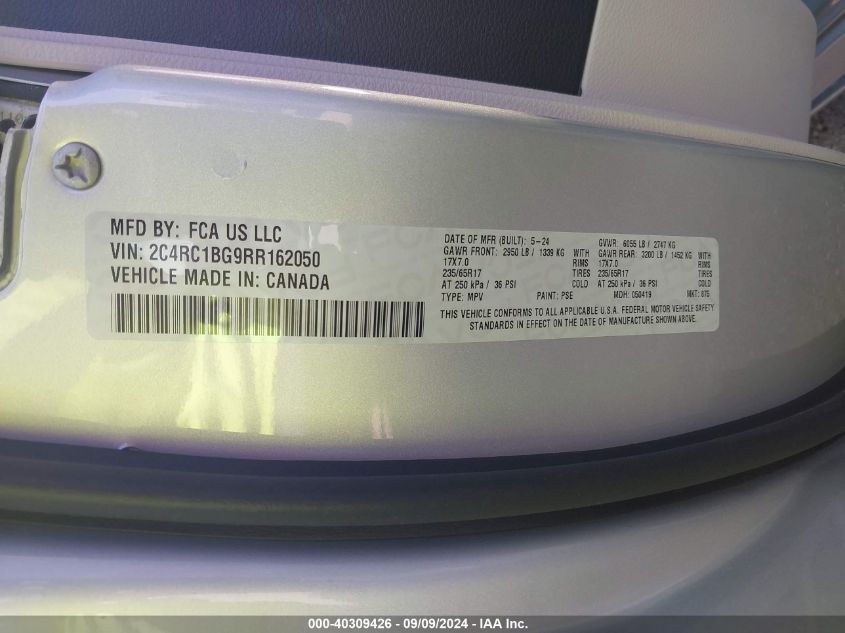 MFD BY: FCA US LLC
VIN: 2C4RC1BG9RR162050
VEHICLE MADE IN: CANADA
DATE OF MFR (BUILT): 5-24 GVWR: 6055 LB / 2747 KG
GAWR FRONT: 2950 LB / 1339 KG WITH GAWR REAR: 3200 LB / 1452 KG WITH
17X7.0 RIMS 17X7.0 RIMS
235/65R17 TIRES 235/65R17 TIRES
AT 250 kPa / 36 PSI COLD AT 250 kPa / 36 PSI COLD
TYPE: MPV PAINT: PSE MDH: 050419 MKT: 875
THIS VEHICLE CONFORMS TO ALL APPLICABLE U.S.A. FEDERAL MOTOR VEHICLE SAFETY
STANDARDS IN EFFECT ON THE DATE OF MANUFACTURE SHOWN ABOVE.
000-40309426 - 09/09/2024 - IAA Inc.